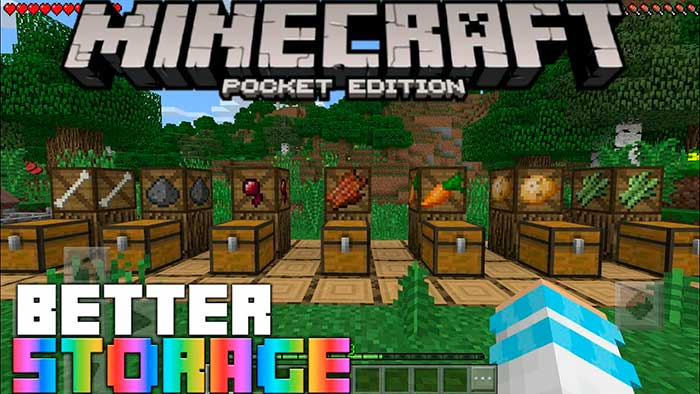 MINECRAFT
POCKET EDITION
BETTER
STORAGE